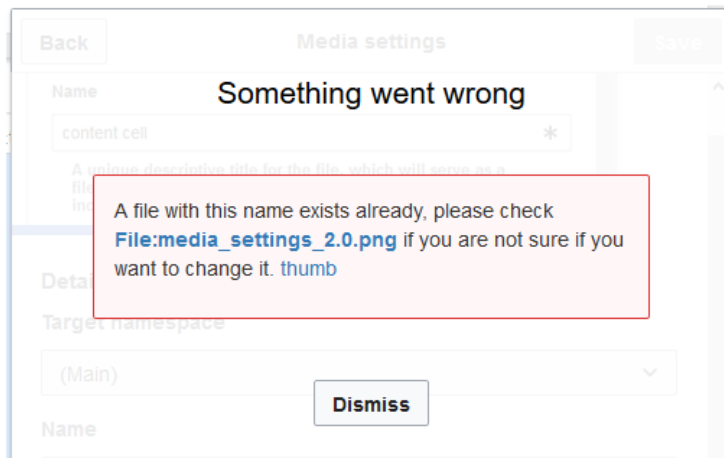 Back
Media settings
Save
Name
Something went wrong
content cell
A unique descriptive title for the file, which will serve as a
file
A file with this name exists already, please check
File:media_settings_2.0.png if you are not sure if you
want to change it. thumb
Target namespace
(Main)
Dismiss
Name